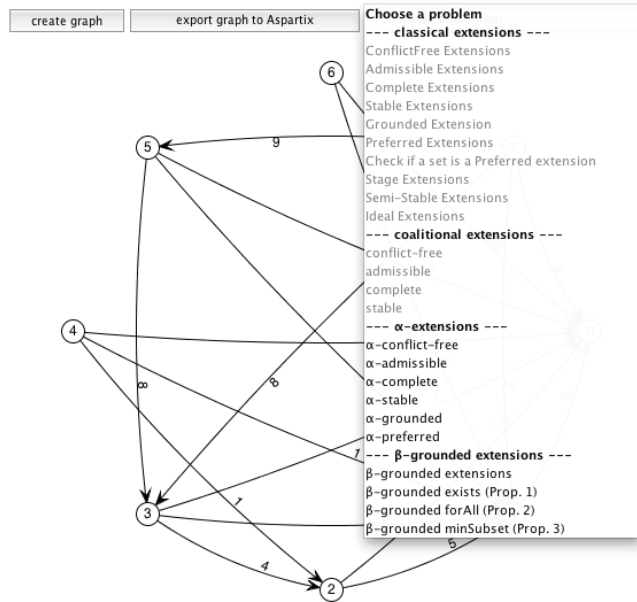 create graph
export graph to Aspartix
Choose a problem
--- classical extensions ---
ConflictFree Extensions
Admissible Extensions
Complete Extensions
Stable Extensions
Grounded Extension
Preferred Extensions
Check if a set is a Preferred extension
Stage Extensions
Semi-Stable Extensions
Ideal Extensions
--- coalitional extensions ---
conflict-free
admissible
complete
stable
--- α-extensions ---
α-conflict-free
α-admissible
α-complete
α-stable
α-grounded
α-preferred
--- β-grounded extensions ---
β-grounded extensions
β-grounded exists (Prop. 1)
β-grounded forAll (Prop. 2)
β-grounded minSubset (Prop. 3)
6
9
5
4
8
8
1
3
1
4
2
5